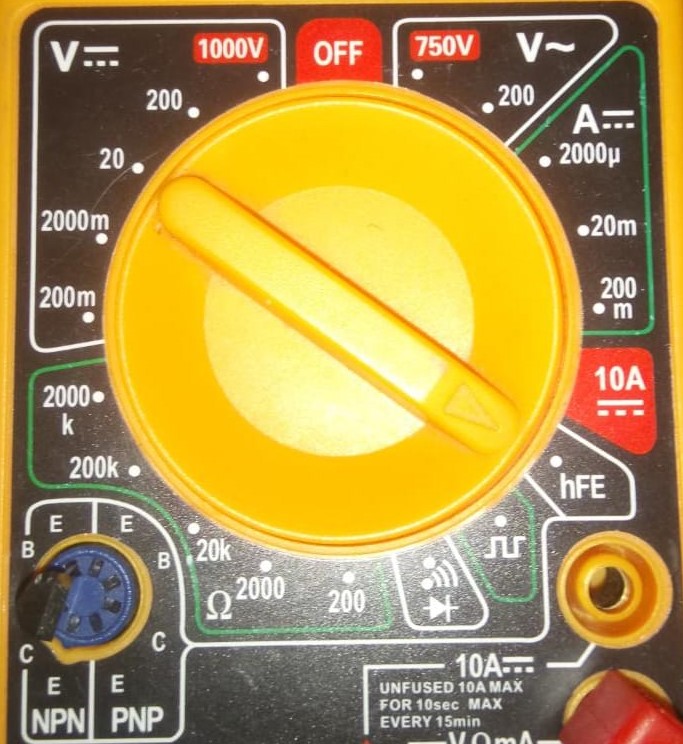 V⎓ 1000V OFF 750V V~
200 200
A⎓
20 2000µ
2000m 20m
200m 200
m
2000
k
10A
200k
hFE
E E
B B
20k
2000
Ω 200
C C
10A⎓
E E
UNFUSED 10A MAX
FOR 10sec MAX
EVERY 15min
NPN PNP
VΩmA